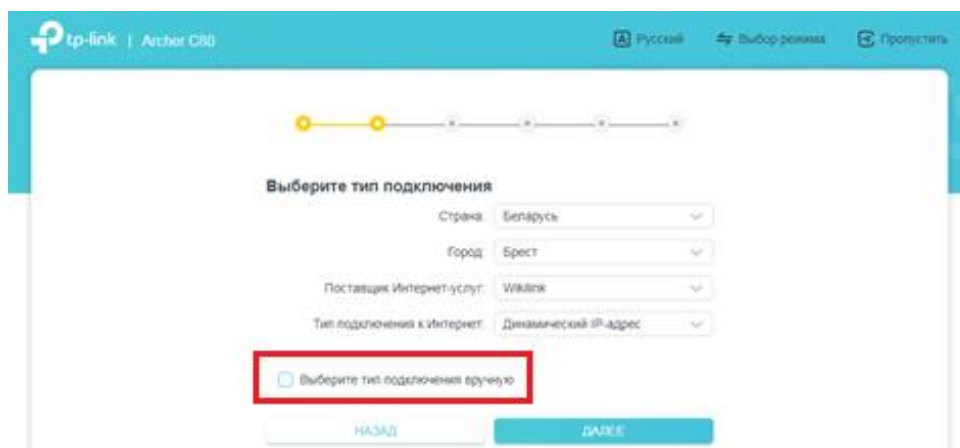 tp-link | Archer C80 Русский Выбор режима Пропустить
Выберите тип подключения
Страна: Беларусь
Город: Брест
Поставщик Интернет-услуг: Wikilink
Тип подключения к Интернет: Динамический IP-адрес
Выберите тип подключения вручную
НАЗАД ДАЛЕЕ